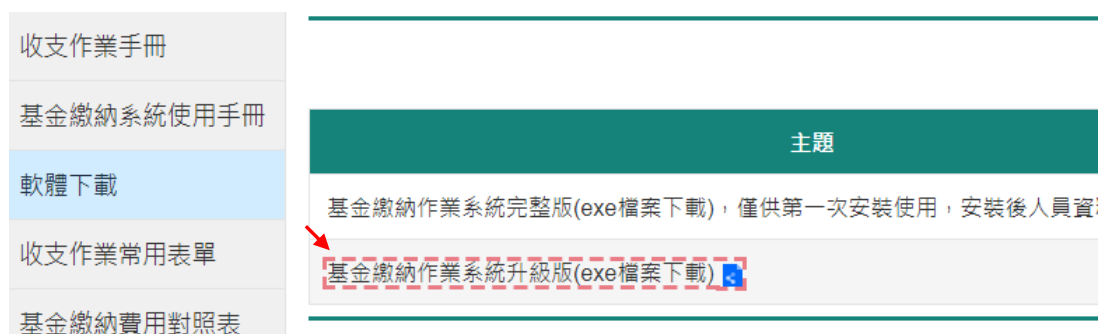 收支作業手冊
基金繳納系統使用手冊
軟體下載
收支作業常用表單
基金繳納費用對照表
主題
基金繳納作業系統完整版(exe檔案下載)，僅供第一次安裝使用，安裝後人員資
基金繳納作業系統升級版(exe檔案下載)